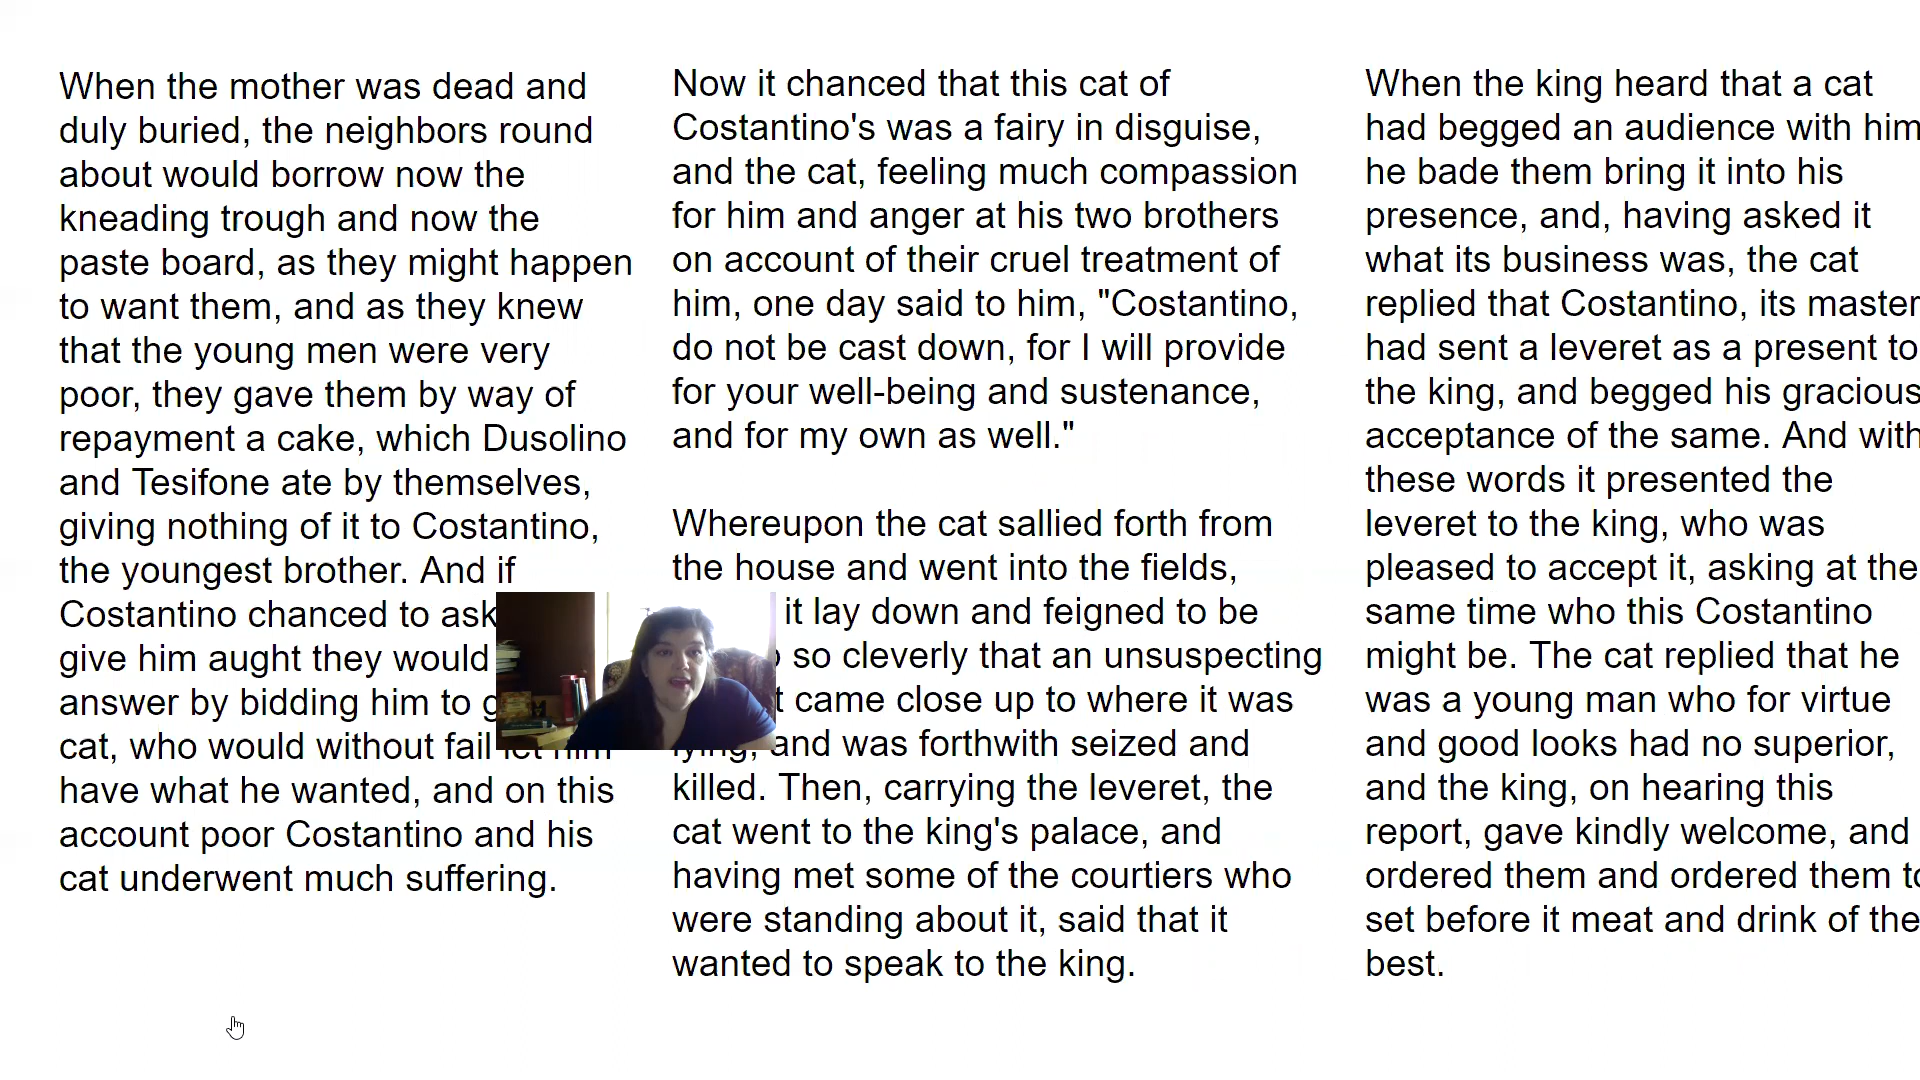 When the mother was dead and
duly buried, the neighbors round
about would borrow now the
kneading trough and now the
paste board, as they might happen
to want them, and as they knew
that the young men were very
poor, they gave them by way of
repayment a cake, which Dusolino
and Tesifone ate by themselves,
giving nothing of it to Costantino,
the youngest brother. And if
Costantino chanced to ask
give him aught they would
answer by bidding him to
cat, who would without fail let him
have what he wanted, and on this
account poor Costantino and his
cat underwent much suffering.
Now it chanced that this cat of
Costantino's was a fairy in disguise,
and the cat, feeling much compassion
for him and anger at his two brothers
on account of their cruel treatment of
him, one day said to him, "Costantino,
do not be cast down, for I will provide
for your well-being and sustenance,
and for my own as well."
Whereupon the cat sallied forth from
the house and went into the fields,
it lay down and feigned to be
so cleverly that an unsuspecting
came close up to where it was
lying, and was forthwith seized and
killed. Then, carrying the leveret, the
cat went to the king's palace, and
having met some of the courtiers who
were standing about it, said that it
wanted to speak to the king.
When the king heard that a cat
had begged an audience with him
he bade them bring it into his
presence, and, having asked it
what its business was, the cat
replied that Costantino, its master
had sent a leveret as a present to
the king, and begged his gracious
acceptance of the same. And with
these words it presented the
leveret to the king, who was
pleased to accept it, asking at the
same time who this Costantino
might be. The cat replied that he
was a young man who for virtue
and good looks had no superior,
and the king, on hearing this
report, gave kindly welcome, and
ordered them and ordered them to
set before it meat and drink of the
best.